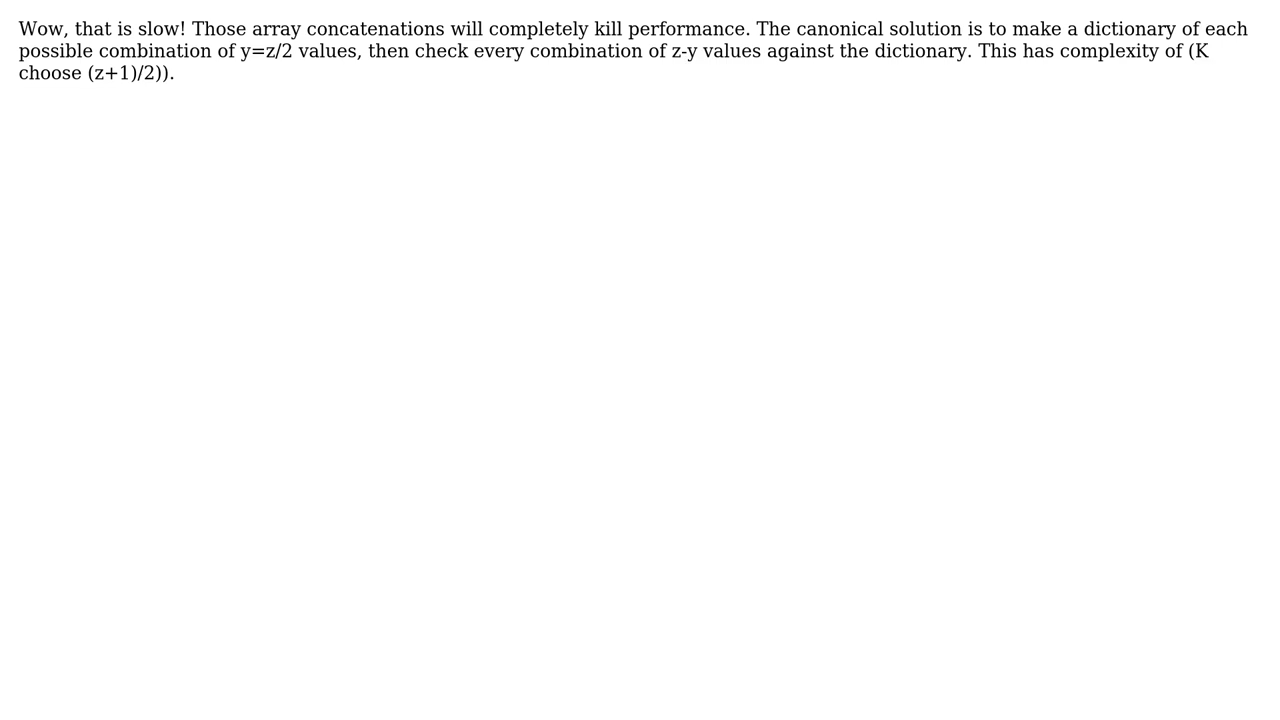 Wow, that is slow! Those array concatenations will completely kill performance. The canonical solution is to make a dictionary of each
possible combination of y=z/2 values, then check every combination of z-y values against the dictionary. This has complexity of (K
choose (z+1)/2)).